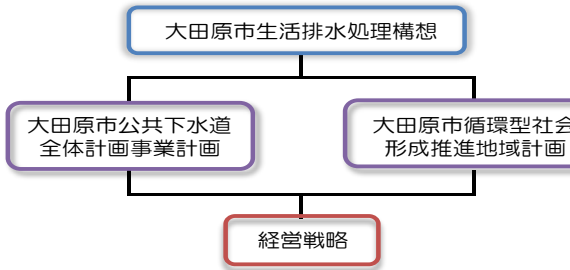 大田原市生活排水処理構想
大田原市公共下水道
全体計画事業計画
大田原市循環型社会
形成推進地域計画
経営戦略